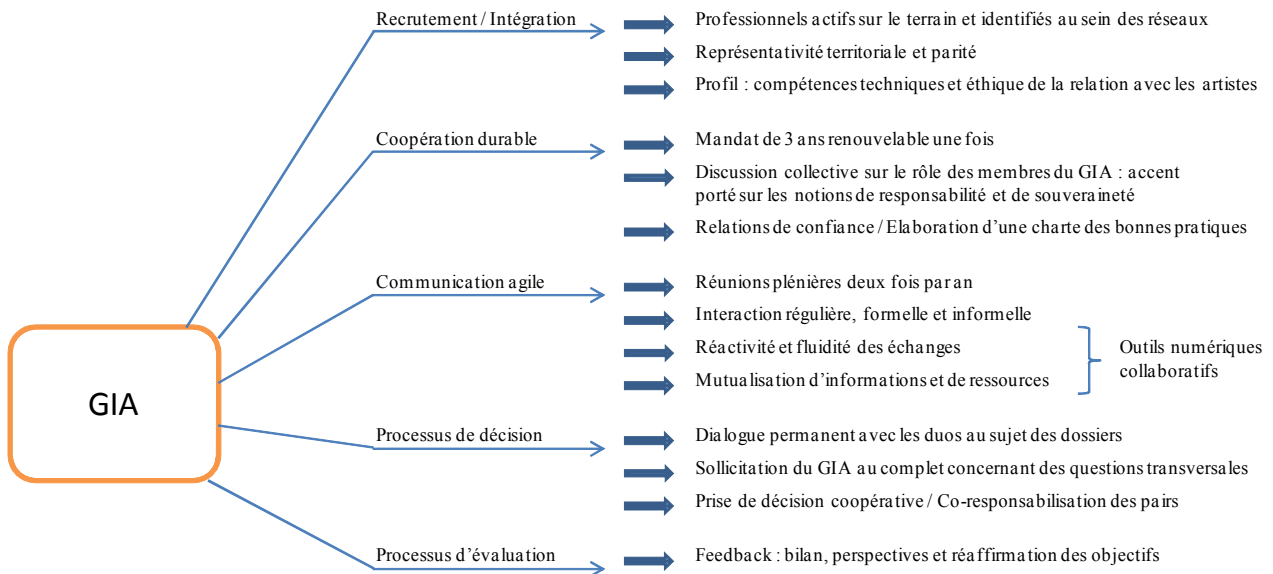 Recrutement / Intégration
Professionnels actifs sur le terrain et identifiés au sein des réseaux
Représentativité territoriale et parité
Profil : compétences techniques et éthique de la relation avec les artistes
Coopération durable
Mandat de 3 ans renouvelable une fois
Discussion collective sur le rôle des membres du GIA : accent
porté sur les notions de responsabilité et de souveraineté
Relations de confiance / Elaboration d'une charte des bonnes pratiques
Communication agile
Réunions plénières deux fois par an
Interaction régulière, formelle et informelle
Réactivité et fluidité des échanges
Mutualisation d'informations et de ressources
Outils numériques
collaboratifs
GIA
Processus de décision
Dialogue permanent avec les duos au sujet des dossiers
Sollicitation du GIA au complet concernant des questions transversales
Prise de décision coopérative / Co-responsabilisation des pairs
Processus d'évaluation
Feedback : bilan, perspectives et réaffirmation des objectifs